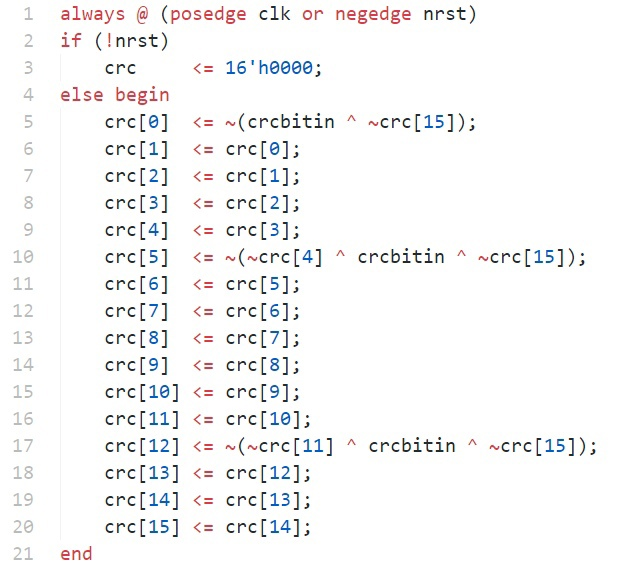 1 always @ (posedge clk or negedge nrst)
2 if (!nrst)
3 crc <= 16'h0000;
4 else begin
5 crc[0] <= ~(crcbitin ^ ~crc[15]);
6 crc[1] <= crc[0];
7 crc[2] <= crc[1];
8 crc[3] <= crc[2];
9 crc[4] <= crc[3];
10 crc[5] <= ~(~crc[4] ^ crcbitin ^ ~crc[15]);
11 crc[6] <= crc[5];
12 crc[7] <= crc[6];
13 crc[8] <= crc[7];
14 crc[9] <= crc[8];
15 crc[10] <= crc[9];
16 crc[11] <= crc[10];
17 crc[12] <= ~(~crc[11] ^ crcbitin ^ ~crc[15]);
18 crc[13] <= crc[12];
19 crc[14] <= crc[13];
20 crc[15] <= crc[14];
21 end